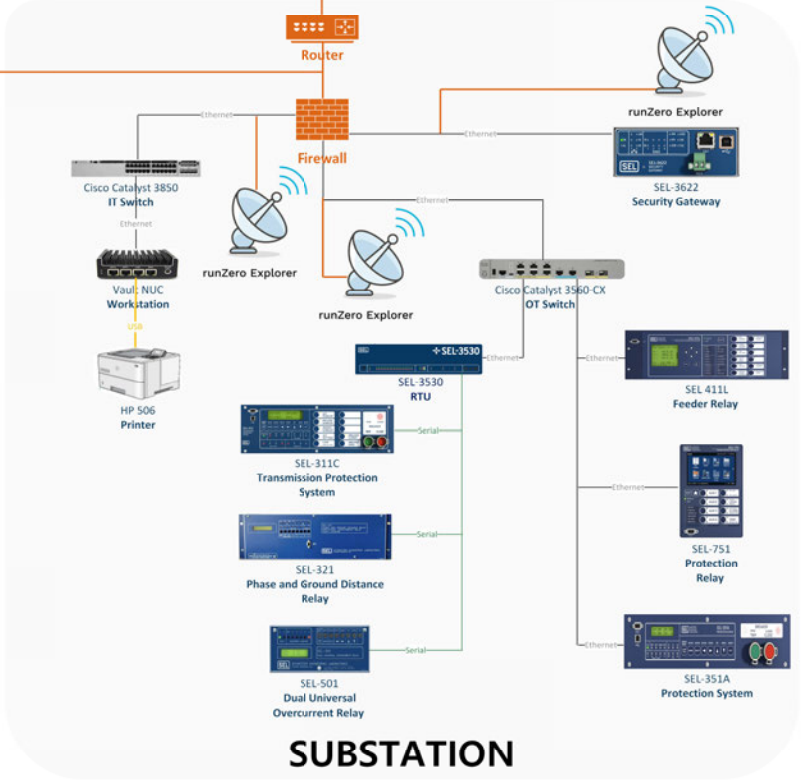 Router
Ethernet
Firewall
Ethernet
runZero Explorer
SEL
SEL-3622
Security Gateway
Cisco Catalyst 3850
IT Switch
Ethernet
runZero Explorer
Ethernet
runZero Explorer
Vault NUC
Workstation
USB
HP 506
Printer
Cisco Catalyst 3560-CX
OT Switch
SEL-3530
Ethernet
SEL-3530
RTU
Ethernet
SEL 411L
Feeder Relay
Serial
SEL-311C
Transmission Protection
System
Ethernet
SEL-751
Protection
Relay
Serial
SEL-321
Phase and Ground Distance
Relay
Serial
SEL
SEL-501
Dual Universal
Overcurrent Relay
Ethernet
SEL-351A
Protection System
SUBSTATION